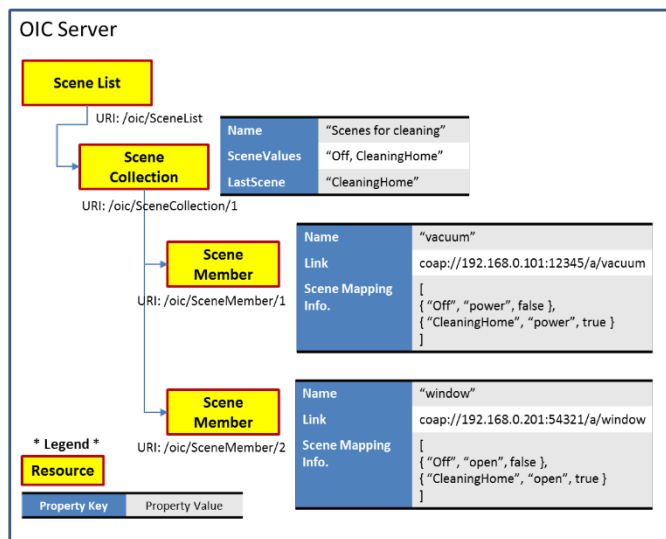 OIC Server
Scene List
URI: /oic/SceneList
Scene
Collection
URI: /oic/SceneCollection/1
Name “Scenes for cleaning”
SceneValues “Off, CleaningHome”
LastScene “CleaningHome”
Scene
Member
URI: /oic/SceneMember/1
Name “vacuum”
Link coap://192.168.0.101:12345/a/vacuum
Scene Mapping
Info.
[
{ “Off”, “power”, false },
{ “CleaningHome”, “power”, true }
]
Scene
Member
URI: /oic/SceneMember/2
Name “window”
Link coap://192.168.0.201:54321/a/window
Scene Mapping
Info.
[
{ “Off”, “open”, false },
{ “CleaningHome”, “open”, true }
]
* Legend *
Resource
Property Key Property Value